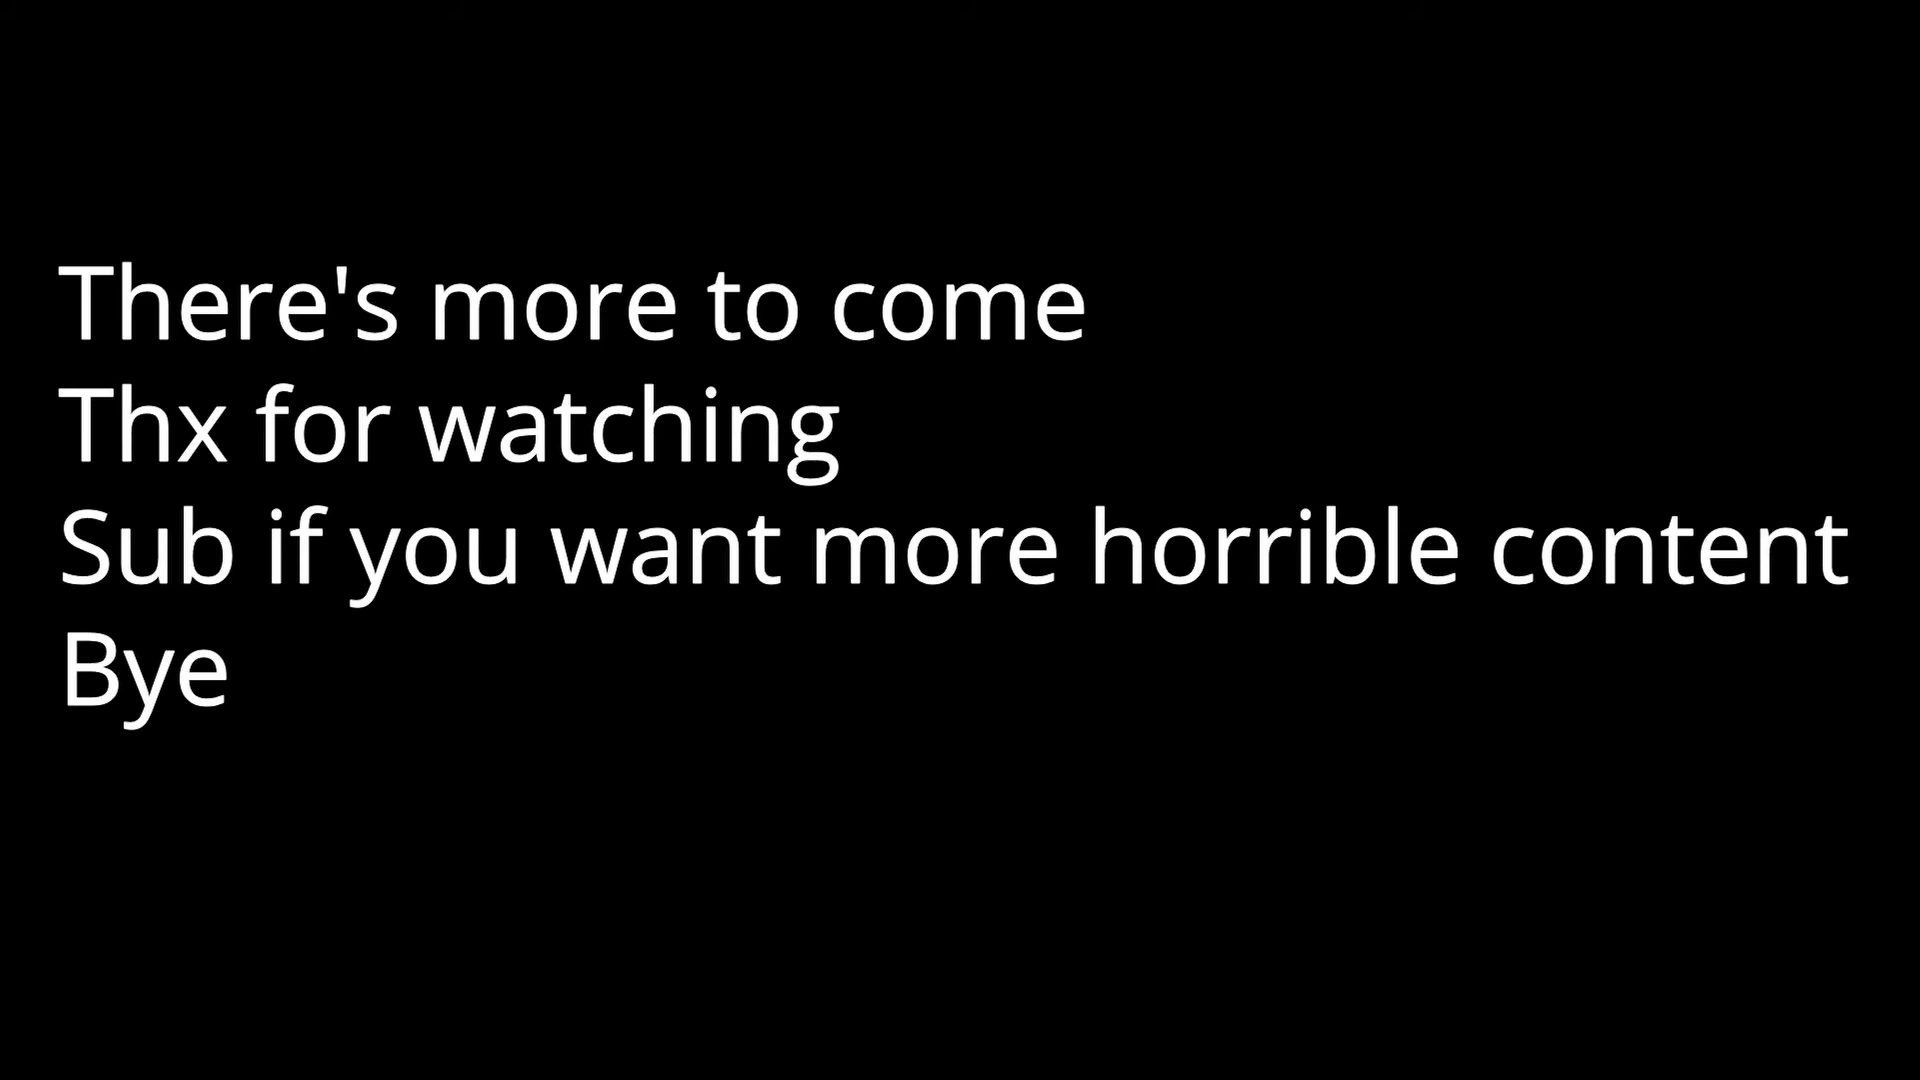 There's more to come
Thx for watching
Sub if you want more horrible content
Bye